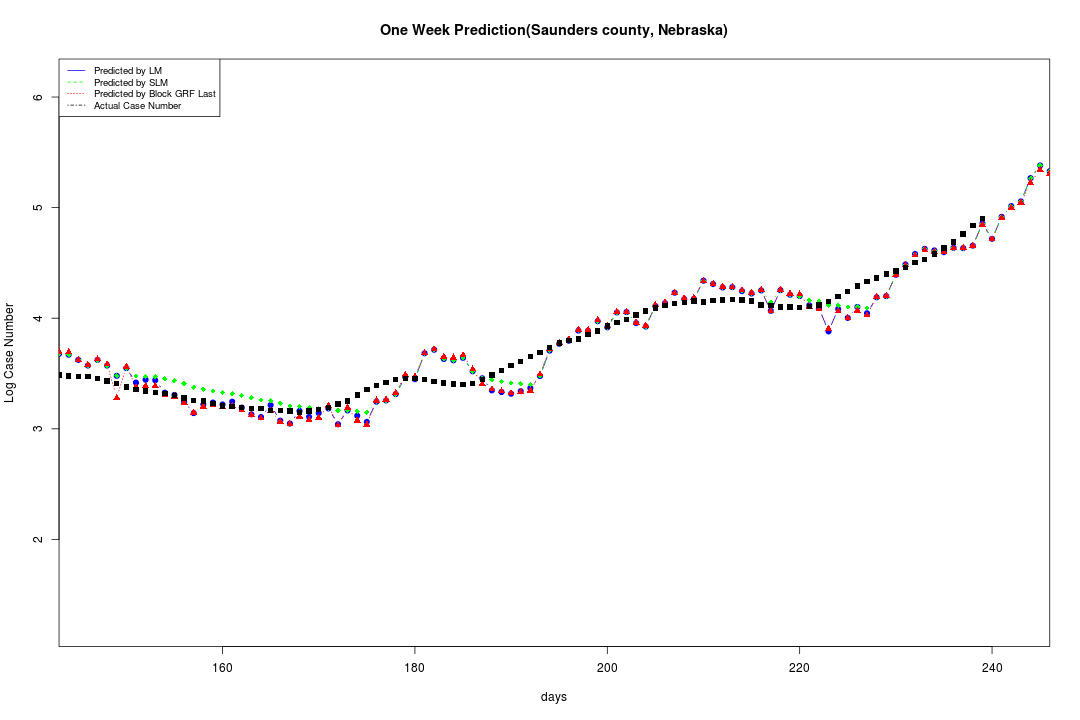 One Week Prediction(Saunders county, Nebraska)
Predicted by LM
Predicted by SLM
Predicted by Block GRF Last
Actual Case Number
6
5
4
3
2
Log Case Number
160 180 200 220 240
days